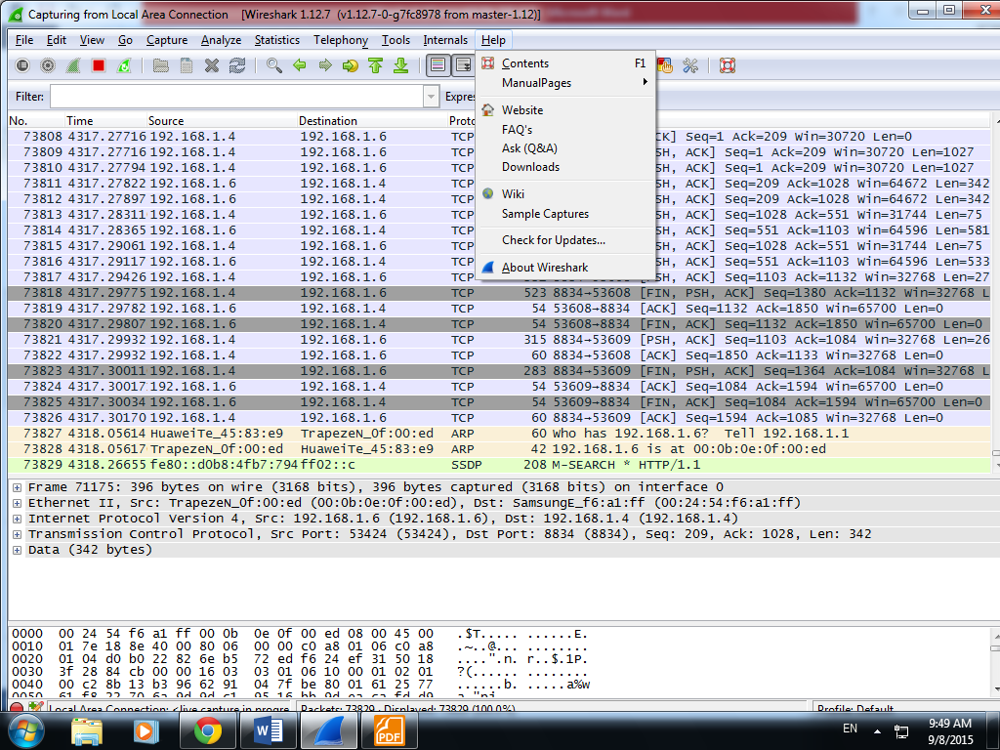 Capturing from Local Area Connection [Wireshark 1.12.7 (v1.12.7-0-g7fc8978 from master-1.12)]
File Edit View Go Capture Analyze Statistics Telephony Tools Internals Help
Filter: Expres
Contents F1
ManualPages
Website
FAQ's
Ask (Q&A)
Downloads
Wiki
Sample Captures
Check for Updates...
About Wireshark
No. Time Source Destination Proto
73808 4317.27716 192.168.1.4 192.168.1.6 TCP CK] Seq=1 Ack=209 Win=30720 Len=0
73809 4317.27716 192.168.1.4 192.168.1.6 TCP SH, ACK] Seq=1 Ack=209 Win=30720 Len=1027
73810 4317.27794 192.168.1.4 192.168.1.6 TCP SH, ACK] Seq=1 Ack=209 Win=30720 Len=1027
73811 4317.27822 192.168.1.6 192.168.1.4 TCP SH, ACK] Seq=209 Ack=1028 Win=64672 Len=342
73812 4317.27897 192.168.1.6 192.168.1.4 TCP SH, ACK] Seq=209 Ack=1028 Win=64672 Len=342
73813 4317.28311 192.168.1.4 192.168.1.6 TCP SH, ACK] Seq=1028 Ack=551 Win=31744 Len=75
73814 4317.28365 192.168.1.6 192.168.1.4 TCP SH, ACK] Seq=551 Ack=1103 Win=64596 Len=581
73815 4317.29061 192.168.1.4 192.168.1.6 TCP SH, ACK] Seq=1028 Ack=551 Win=31744 Len=75
73816 4317.29117 192.168.1.6 192.168.1.4 TCP SH, ACK] Seq=551 Ack=1103 Win=64596 Len=533
73817 4317.29426 192.168.1.4 192.168.1.6 TCP SH, ACK] Seq=1103 Ack=1132 Win=32768 Len=27
73818 4317.29775 192.168.1.4 192.168.1.6 TCP 523 8834→53608 [FIN, PSH, ACK] Seq=1380 Ack=1132 Win=32768 L
73819 4317.29782 192.168.1.6 192.168.1.4 TCP 54 53608→8834 [ACK] Seq=1132 Ack=1850 Win=65700 Len=0
73820 4317.29807 192.168.1.6 192.168.1.4 TCP 54 53608→8834 [FIN, ACK] Seq=1132 Ack=1850 Win=65700 Len=0
73821 4317.29932 192.168.1.4 192.168.1.6 TCP 315 8834→53609 [PSH, ACK] Seq=1103 Ack=1084 Win=32768 Len=26
73822 4317.29932 192.168.1.4 192.168.1.6 TCP 60 8834→53608 [ACK] Seq=1850 Ack=1133 Win=32768 Len=0
73823 4317.30011 192.168.1.4 192.168.1.6 TCP 283 8834→53609 [FIN, PSH, ACK] Seq=1364 Ack=1084 Win=32768 L
73824 4317.30017 192.168.1.6 192.168.1.4 TCP 54 53609→8834 [ACK] Seq=1084 Ack=1594 Win=65700 Len=0
73825 4317.30034 192.168.1.6 192.168.1.4 TCP 54 53609→8834 [FIN, ACK] Seq=1084 Ack=1594 Win=65700 Len=0
73826 4317.30170 192.168.1.4 192.168.1.6 TCP 60 8834→53609 [ACK] Seq=1594 Ack=1085 Win=32768 Len=0
73827 4318.05614 HuaweiTe_45:83:e9 TrapezeN_0f:00:ed ARP 60 Who has 192.168.1.6? Tell 192.168.1.1
73828 4318.05617 TrapezeN_0f:00:ed HuaweiTe_45:83:e9 ARP 42 192.168.1.6 is at 00:0b:0e:0f:00:ed
73829 4318.26655 fe80::d0b8:4fb7:794 ff02::c SSDP 208 M-SEARCH * HTTP/1.1
Frame 71175: 396 bytes on wire (3168 bits), 396 bytes captured (3168 bits) on interface 0
Ethernet II, Src: TrapezeN_0f:00:ed (00:0b:0e:0f:00:ed), Dst: SamsungE_f6:a1:ff (00:24:54:f6:a1:ff)
Internet Protocol Version 4, Src: 192.168.1.6 (192.168.1.6), Dst: 192.168.1.4 (192.168.1.4)
Transmission Control Protocol, Src Port: 53424 (53424), Dst Port: 8834 (8834), Seq: 209, Ack: 1028, Len: 342
Data (342 bytes)
0000 00 24 54 f6 a1 ff 00 0b 0e 0f 00 ed 08 00 45 00 .$T..... ......E.
0010 01 7e 18 8e 40 00 80 06 00 00 c0 a8 01 06 c0 a8 .~..@... ........
0020 01 04 d0 b0 22 82 6e b5 72 ed f6 24 ef 31 50 18 ....".n. r..$.1P.
0030 3f 28 84 cb 00 00 16 03 03 01 06 10 00 01 02 01 ?(...... ........
0040 00 c2 8b 13 b3 96 62 91 04 7f be 80 01 61 25 77 ......b. .....a%w
Local Area Connection: <live capture in progre Packets: 73829 · Displayed: 73829 (100.0%) Profile: Default
W PDF EN 9:49 AM
9/8/2015